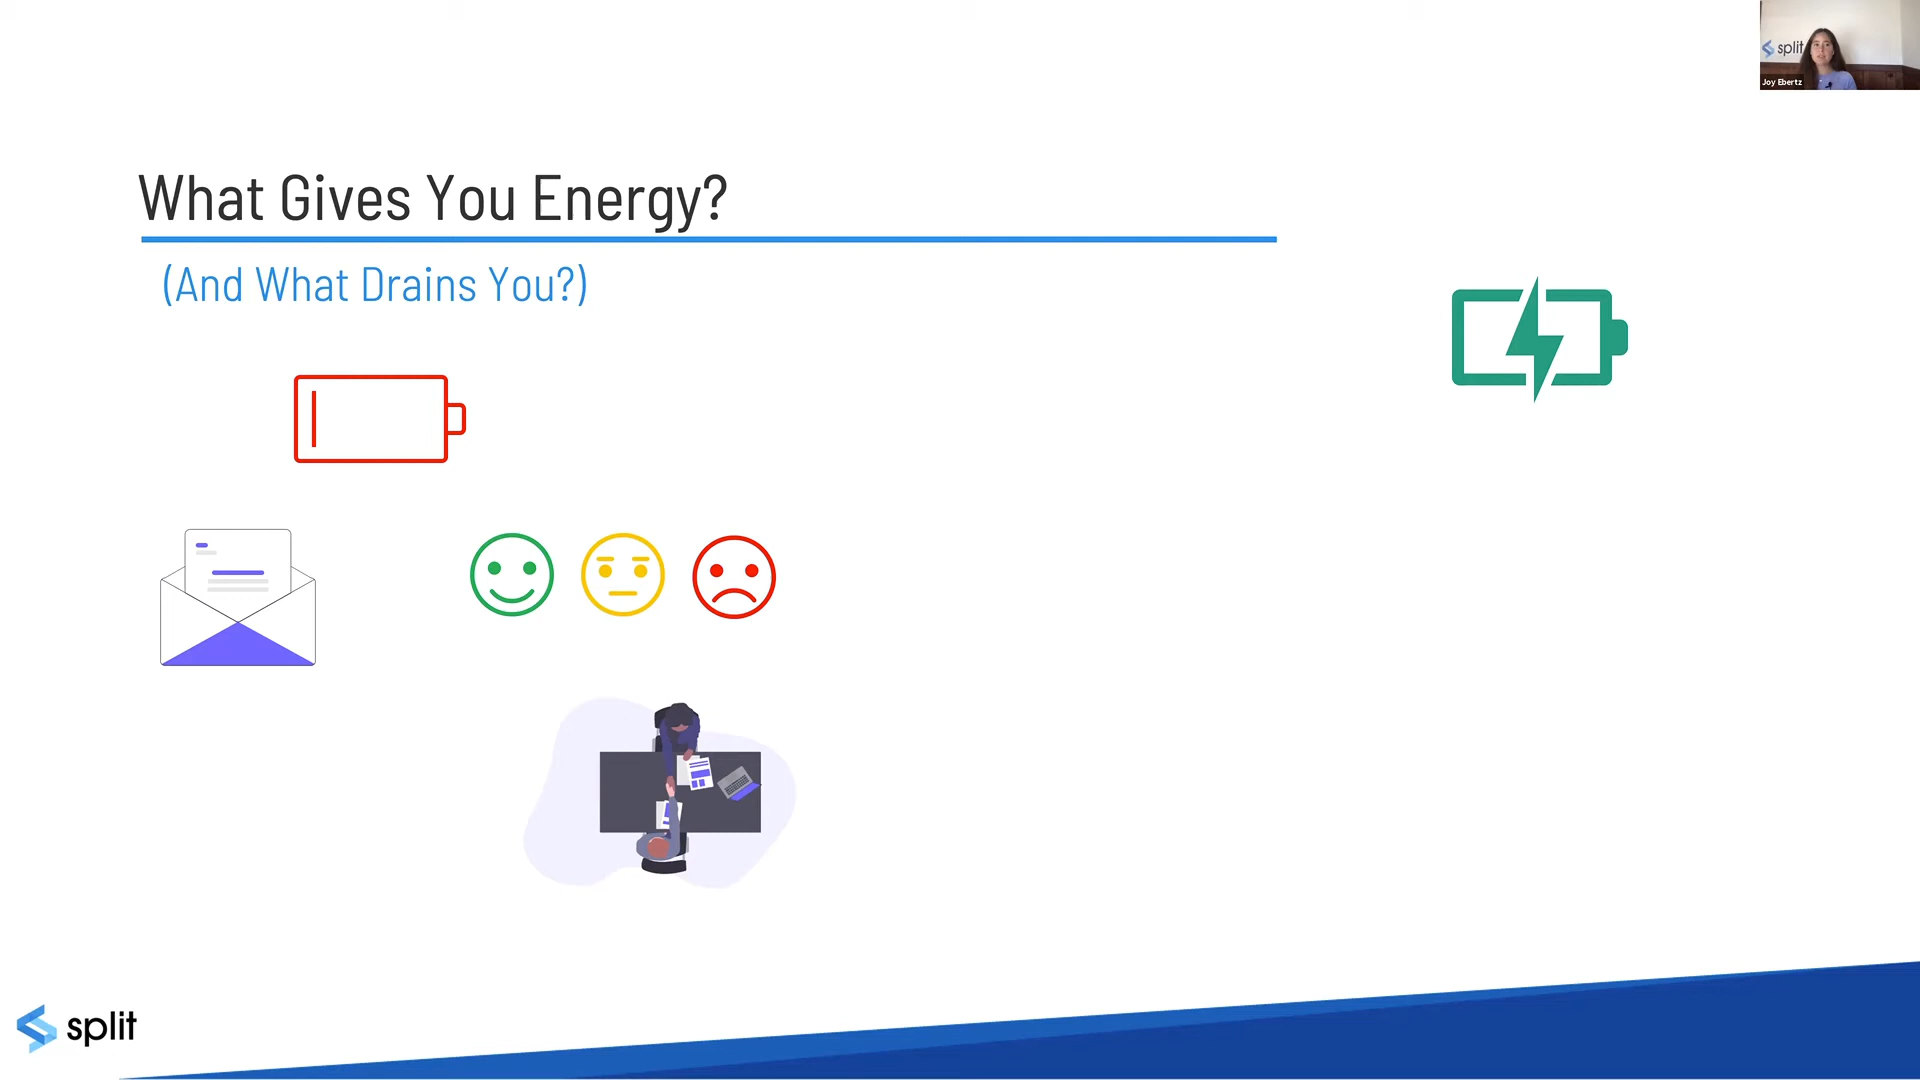 split
Joy Ebertz
What Gives You Energy?
(And What Drains You?)
split